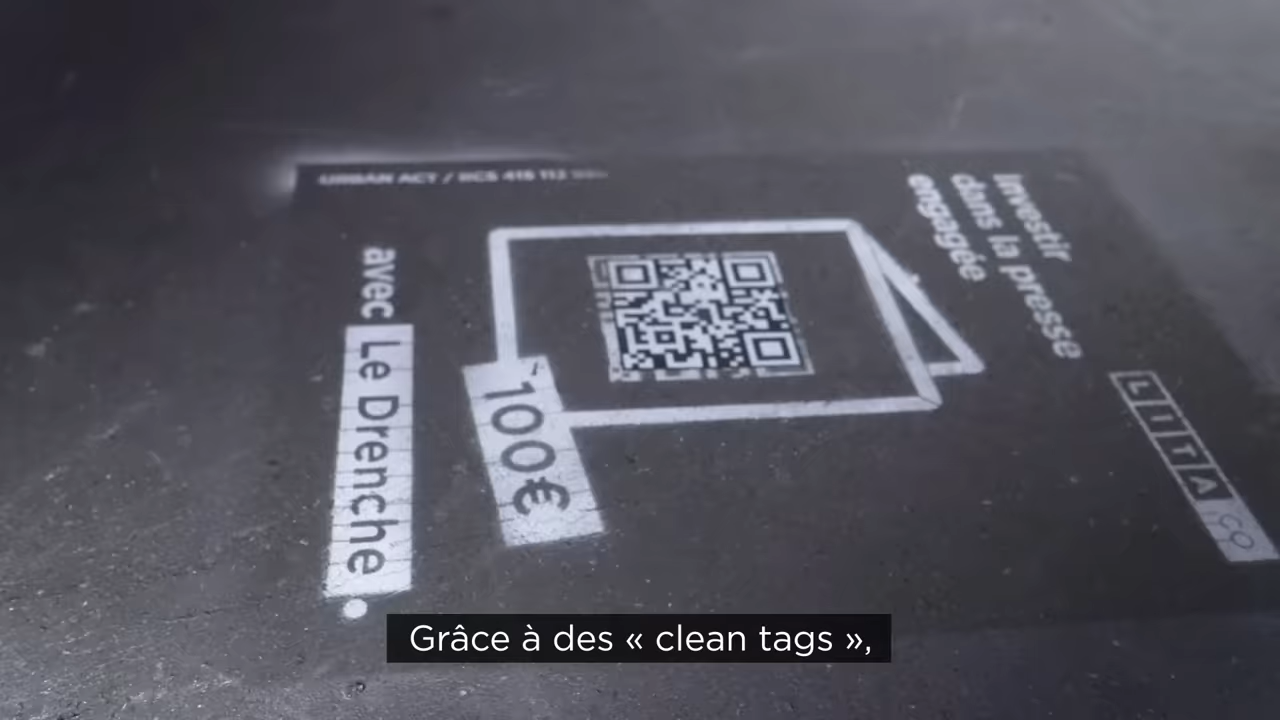 URBAN ACT / RCS 418 112
Investir
dans la presse
engagée
LITA
.CO
100€
avec Le Drenche.
Grâce à des « clean tags »,